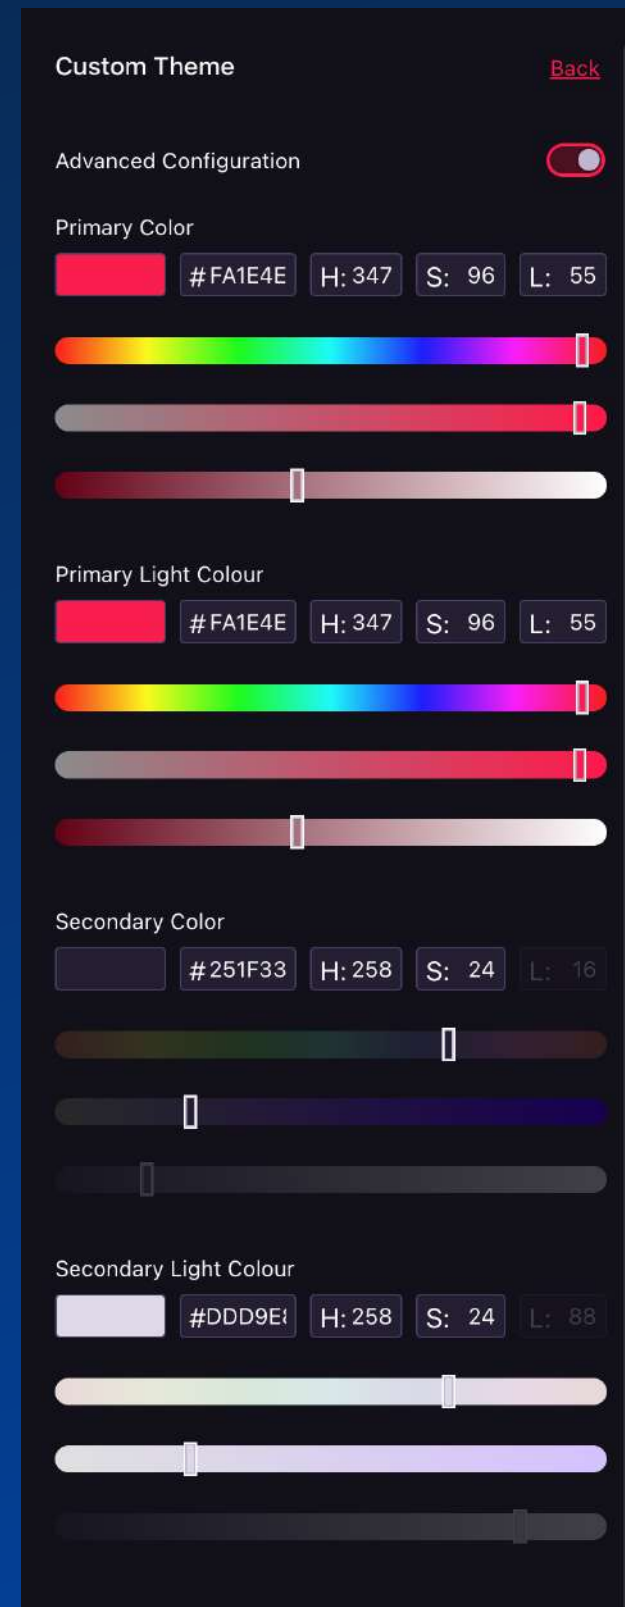 Custom Theme Back
Advanced Configuration
Primary Color
#FA1E4E H: 347 S: 96 L: 55
Primary Light Colour
#FA1E4E H: 347 S: 96 L: 55
Secondary Color
#251F33 H: 258 S: 24 L: 16
Secondary Light Colour
#DDD9E H: 258 S: 24 L: 88